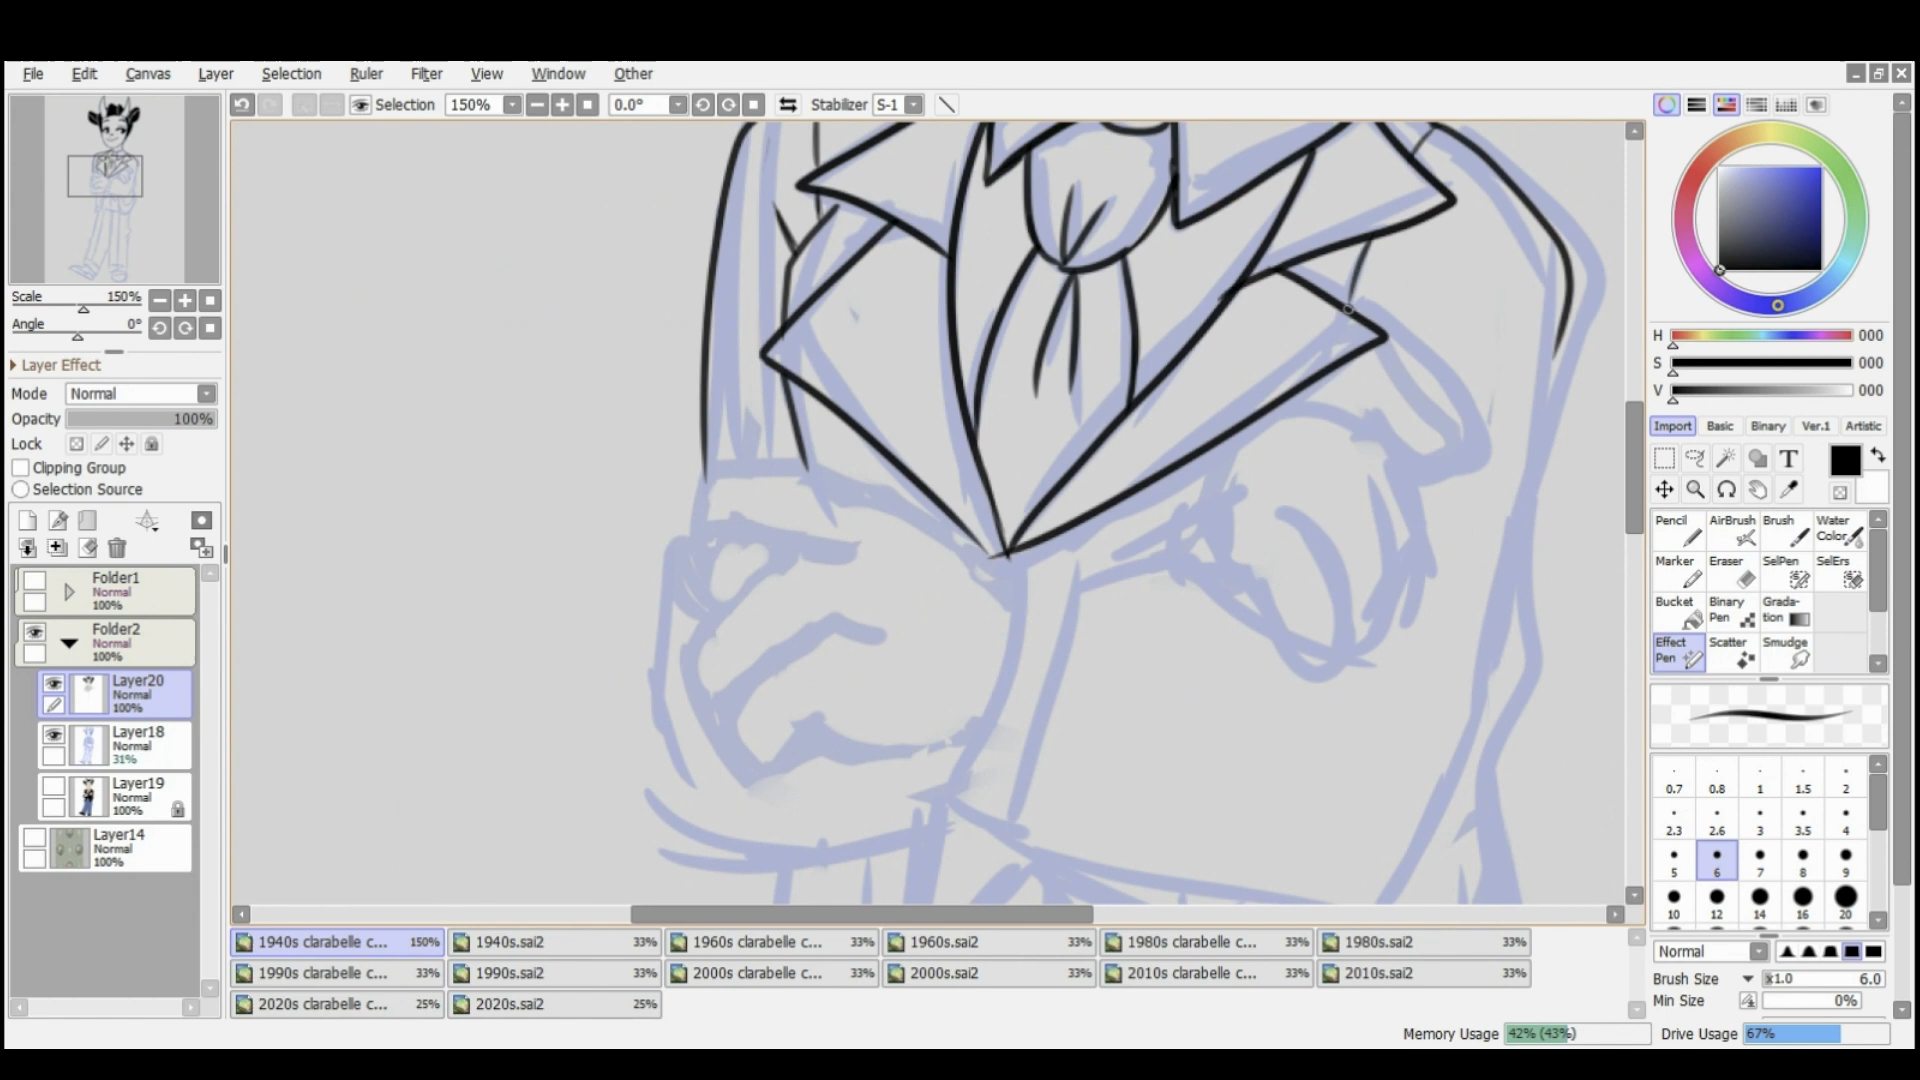 File Edit Canvas Layer Selection Ruler Filter View Window Other
Selection 150% 0.0° Stabilizer S-1
Scale 150%
Angle 0°
Layer Effect
Mode Normal
Opacity 100%
Lock
Clipping Group
Selection Source
Folder1
Normal
100%
Folder2
Normal
100%
Layer20
Normal
100%
Layer18
Normal
31%
Layer19
Normal
100%
Layer14
Normal
100%
H 000
S 000
V 000
Import Basic Binary Ver.1 Artistic
T
Pencil AirBrush Brush Water Color
Marker Eraser SelPen SelErs
Bucket Binary Pen Grada-tion
Effect Pen Scatter Smudge
0.7 0.8 1 1.5 2
2.3 2.6 3 3.5 4
5 6 7 8 9
10 12 14 16 20
Normal
Brush Size x1.0 6.0
Min Size 0%
1940s clarabelle c... 150% 1940s.sai2 33% 1960s clarabelle c... 33% 1960s.sai2 33% 1980s clarabelle c... 33% 1980s.sai2 33%
1990s clarabelle c... 33% 1990s.sai2 33% 2000s clarabelle c... 33% 2000s.sai2 33% 2010s clarabelle c... 33% 2010s.sai2 33%
2020s clarabelle c... 25% 2020s.sai2 25%
Memory Usage 42% (43%) Drive Usage 67%